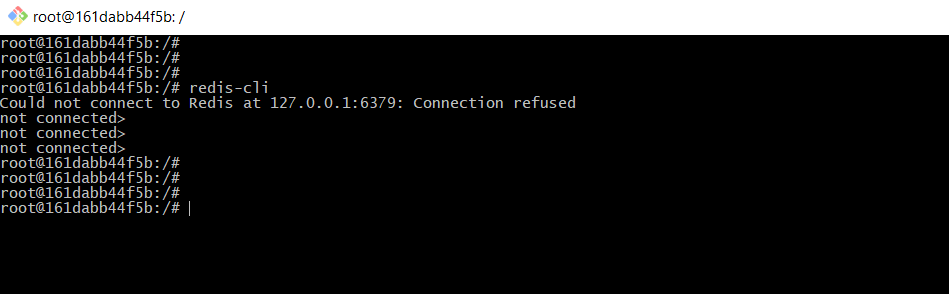 root@161dabb44f5b: /
root@161dabb44f5b:/#
root@161dabb44f5b:/#
root@161dabb44f5b:/#
root@161dabb44f5b:/# redis-cli
Could not connect to Redis at 127.0.0.1:6379: Connection refused
not connected>
not connected>
not connected>
root@161dabb44f5b:/#
root@161dabb44f5b:/#
root@161dabb44f5b:/#
root@161dabb44f5b:/#